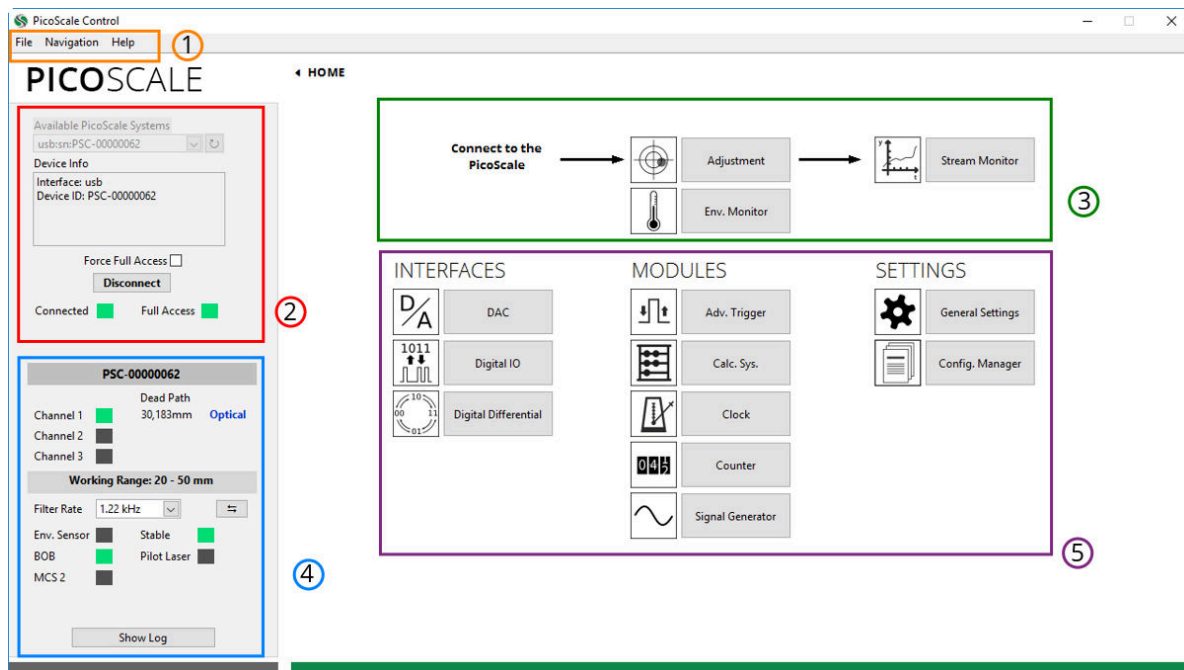 PicoScale Control
File Navigation Help
1
PICOSCALE
HOME
Available PicoScale Systems
usb:sn:PSC-00000062
Device Info
Interface: usb
Device ID: PSC-00000062
Force Full Access
Disconnect
Connected Full Access
2
Connect to the
PicoScale
Adjustment
y
t
Stream Monitor
Env. Monitor
3
PSC-00000062
Dead Path
Channel 1 30,183mm Optical
Channel 2
Channel 3
Working Range: 20 - 50 mm
Filter Rate 1.22 kHz
Env. Sensor Stable
BOB Pilot Laser
MCS 2
Show Log
4
INTERFACES MODULES SETTINGS
D/A DAC Adv. Trigger General Settings
1011 Digital IO Calc. Sys. Config. Manager
10
00 11 Digital Differential Clock
01
04 Counter
Signal Generator
5